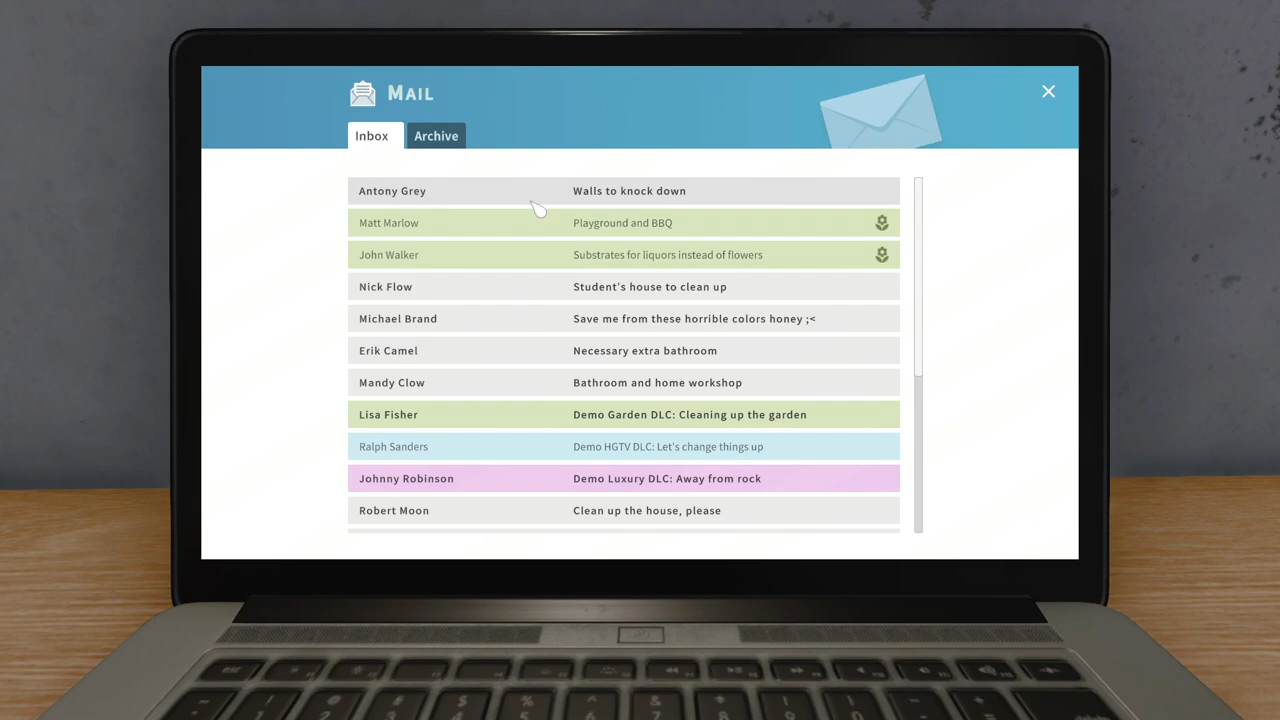 MAIL
Inbox Archive
Antony Grey Walls to knock down
Matt Marlow Playground and BBQ
John Walker Substrates for liquors instead of flowers
Nick Flow Student's house to clean up
Michael Brand Save me from these horrible colors honey ;<
Erik Camel Necessary extra bathroom
Mandy Clow Bathroom and home workshop
Lisa Fisher Demo Garden DLC: Cleaning up the garden
Ralph Sanders Demo HGTV DLC: Let's change things up
Johnny Robinson Demo Luxury DLC: Away from rock
Robert Moon Clean up the house, please